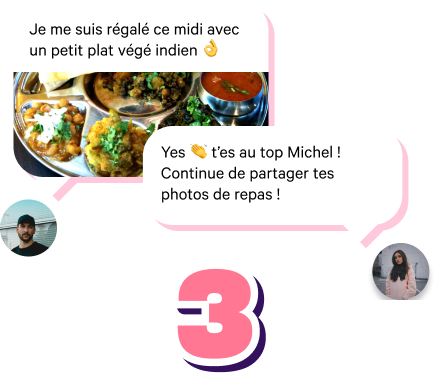 Je me suis régalé ce midi avec
un petit plat végé indien 👌
Yes 👏 t’es au top Michel !
Continue de partager tes
photos de repas !
3